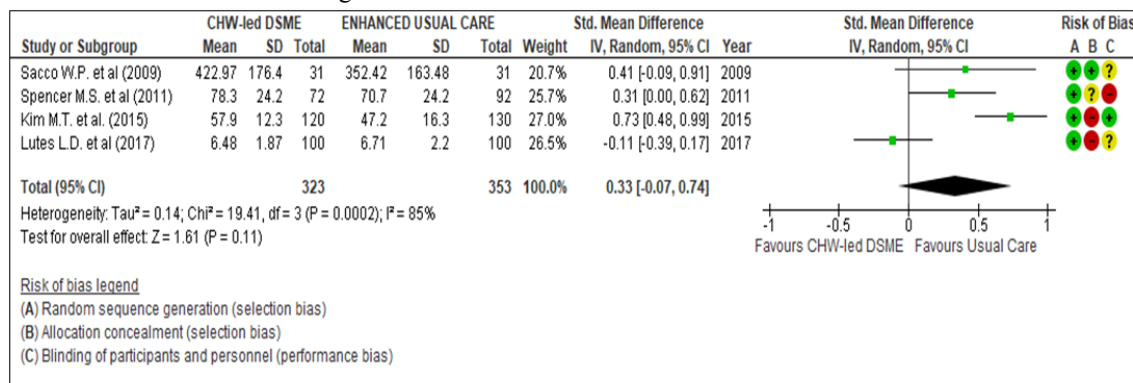 CHW-led DSME ENHANCED USUAL CARE Std. Mean Difference Std. Mean Difference Risk of Bias
Study or Subgroup Mean SD Total Mean SD Total Weight IV, Random, 95% CI Year IV, Random, 95% CI A B C
Sacco W.P. et al (2009) 422.97 176.4 31 352.42 163.48 31 20.7% 0.41 [-0.09, 0.91] 2009 + + ?
Spencer M.S. et al (2011) 78.3 24.2 72 70.7 24.2 92 25.7% 0.31 [0.00, 0.62] 2011 + ? -
Kim M.T. et al. (2015) 57.9 12.3 120 47.2 16.3 130 27.0% 0.73 [0.48, 0.99] 2015 + - +
Lutes L.D. et al (2017) 6.48 1.87 100 6.71 2.2 100 26.5% -0.11 [-0.39, 0.17] 2017 + - ?
Total (95% CI) 323 353 100.0% 0.33 [-0.07, 0.74]
Heterogeneity: Tau² = 0.14; Chi² = 19.41, df = 3 (P = 0.0002); I² = 85%
Test for overall effect: Z = 1.61 (P = 0.11)
-1 -0.5 0 0.5 1
Favours CHW-led DSME Favours Usual Care
Risk of bias legend
(A) Random sequence generation (selection bias)
(B) Allocation concealment (selection bias)
(C) Blinding of participants and personnel (performance bias)